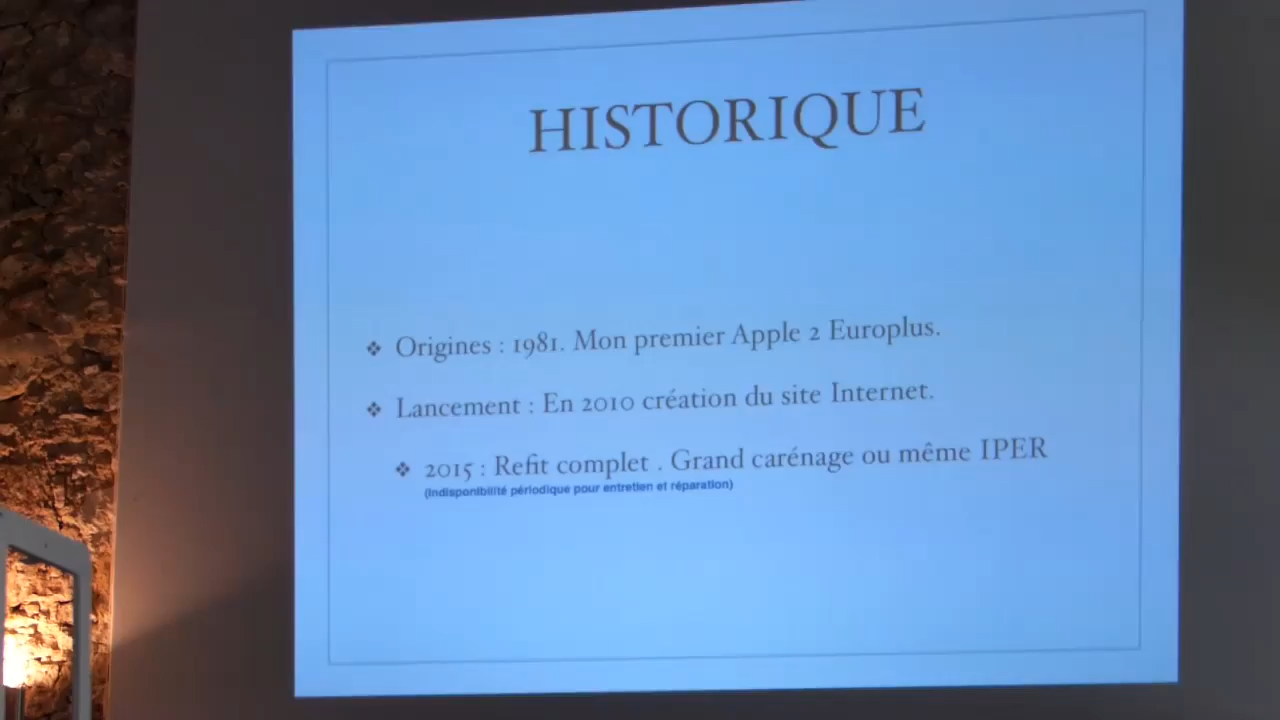 HISTORIQUE
❖ Origines : 1981. Mon premier Apple 2 Europlus.
❖ Lancement : En 2010 création du site Internet.
❖ 2015 : Refit complet . Grand carénage ou même IPER
(Indisponibilité périodique pour entretien et réparation)